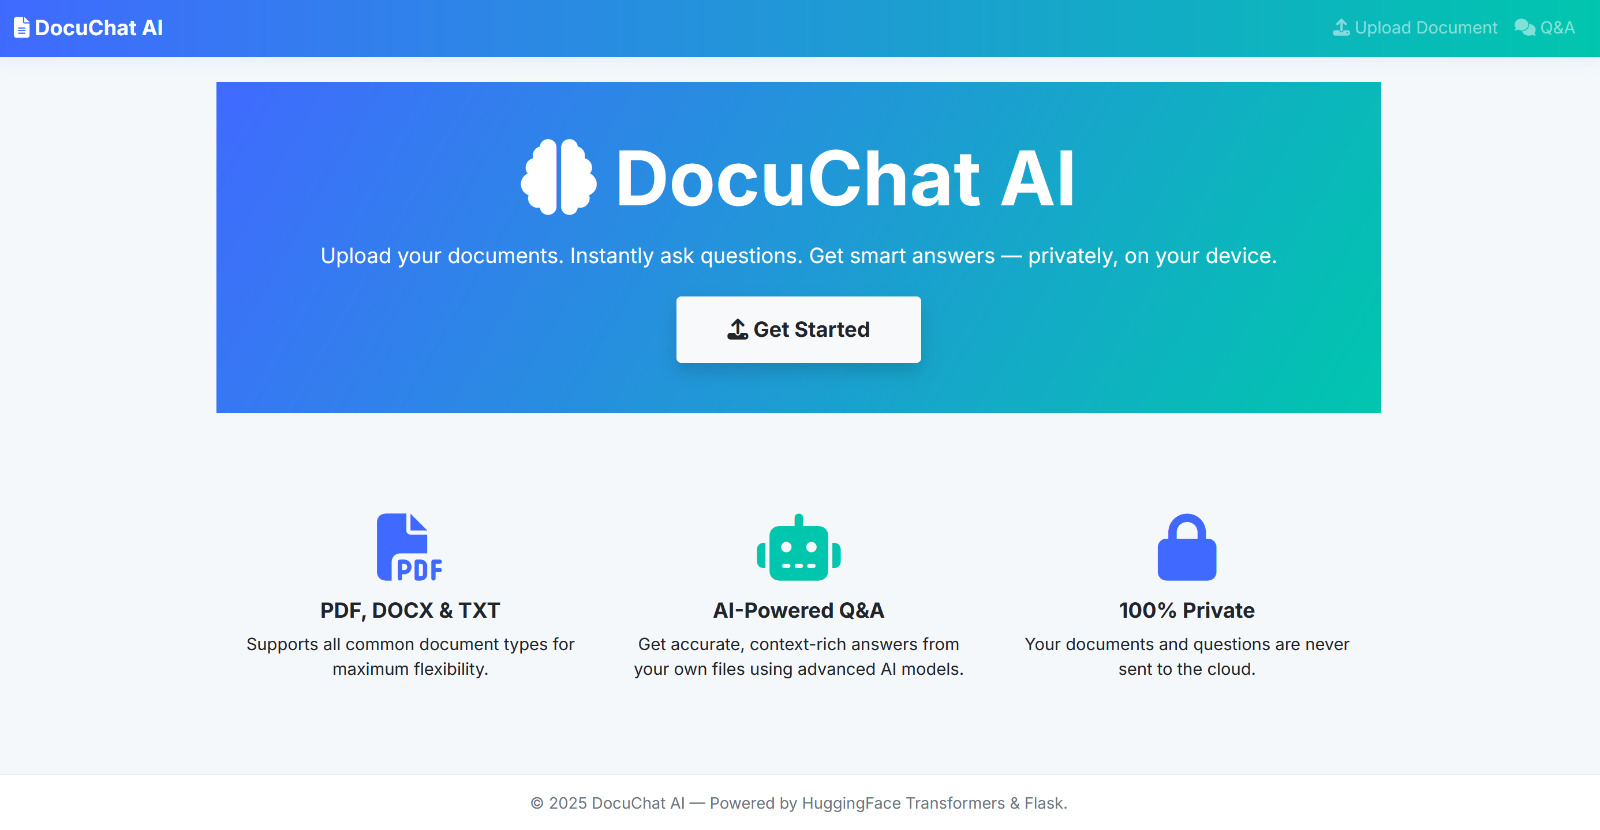 DocuChat AI
Upload Document
Q&A
DocuChat AI
Upload your documents. Instantly ask questions. Get smart answers — privately, on your device.
Get Started
PDF
PDF, DOCX & TXT
Supports all common document types for
maximum flexibility.
AI-Powered Q&A
Get accurate, context-rich answers from
your own files using advanced AI models.
100% Private
Your documents and questions are never
sent to the cloud.
© 2025 DocuChat AI — Powered by HuggingFace Transformers & Flask.